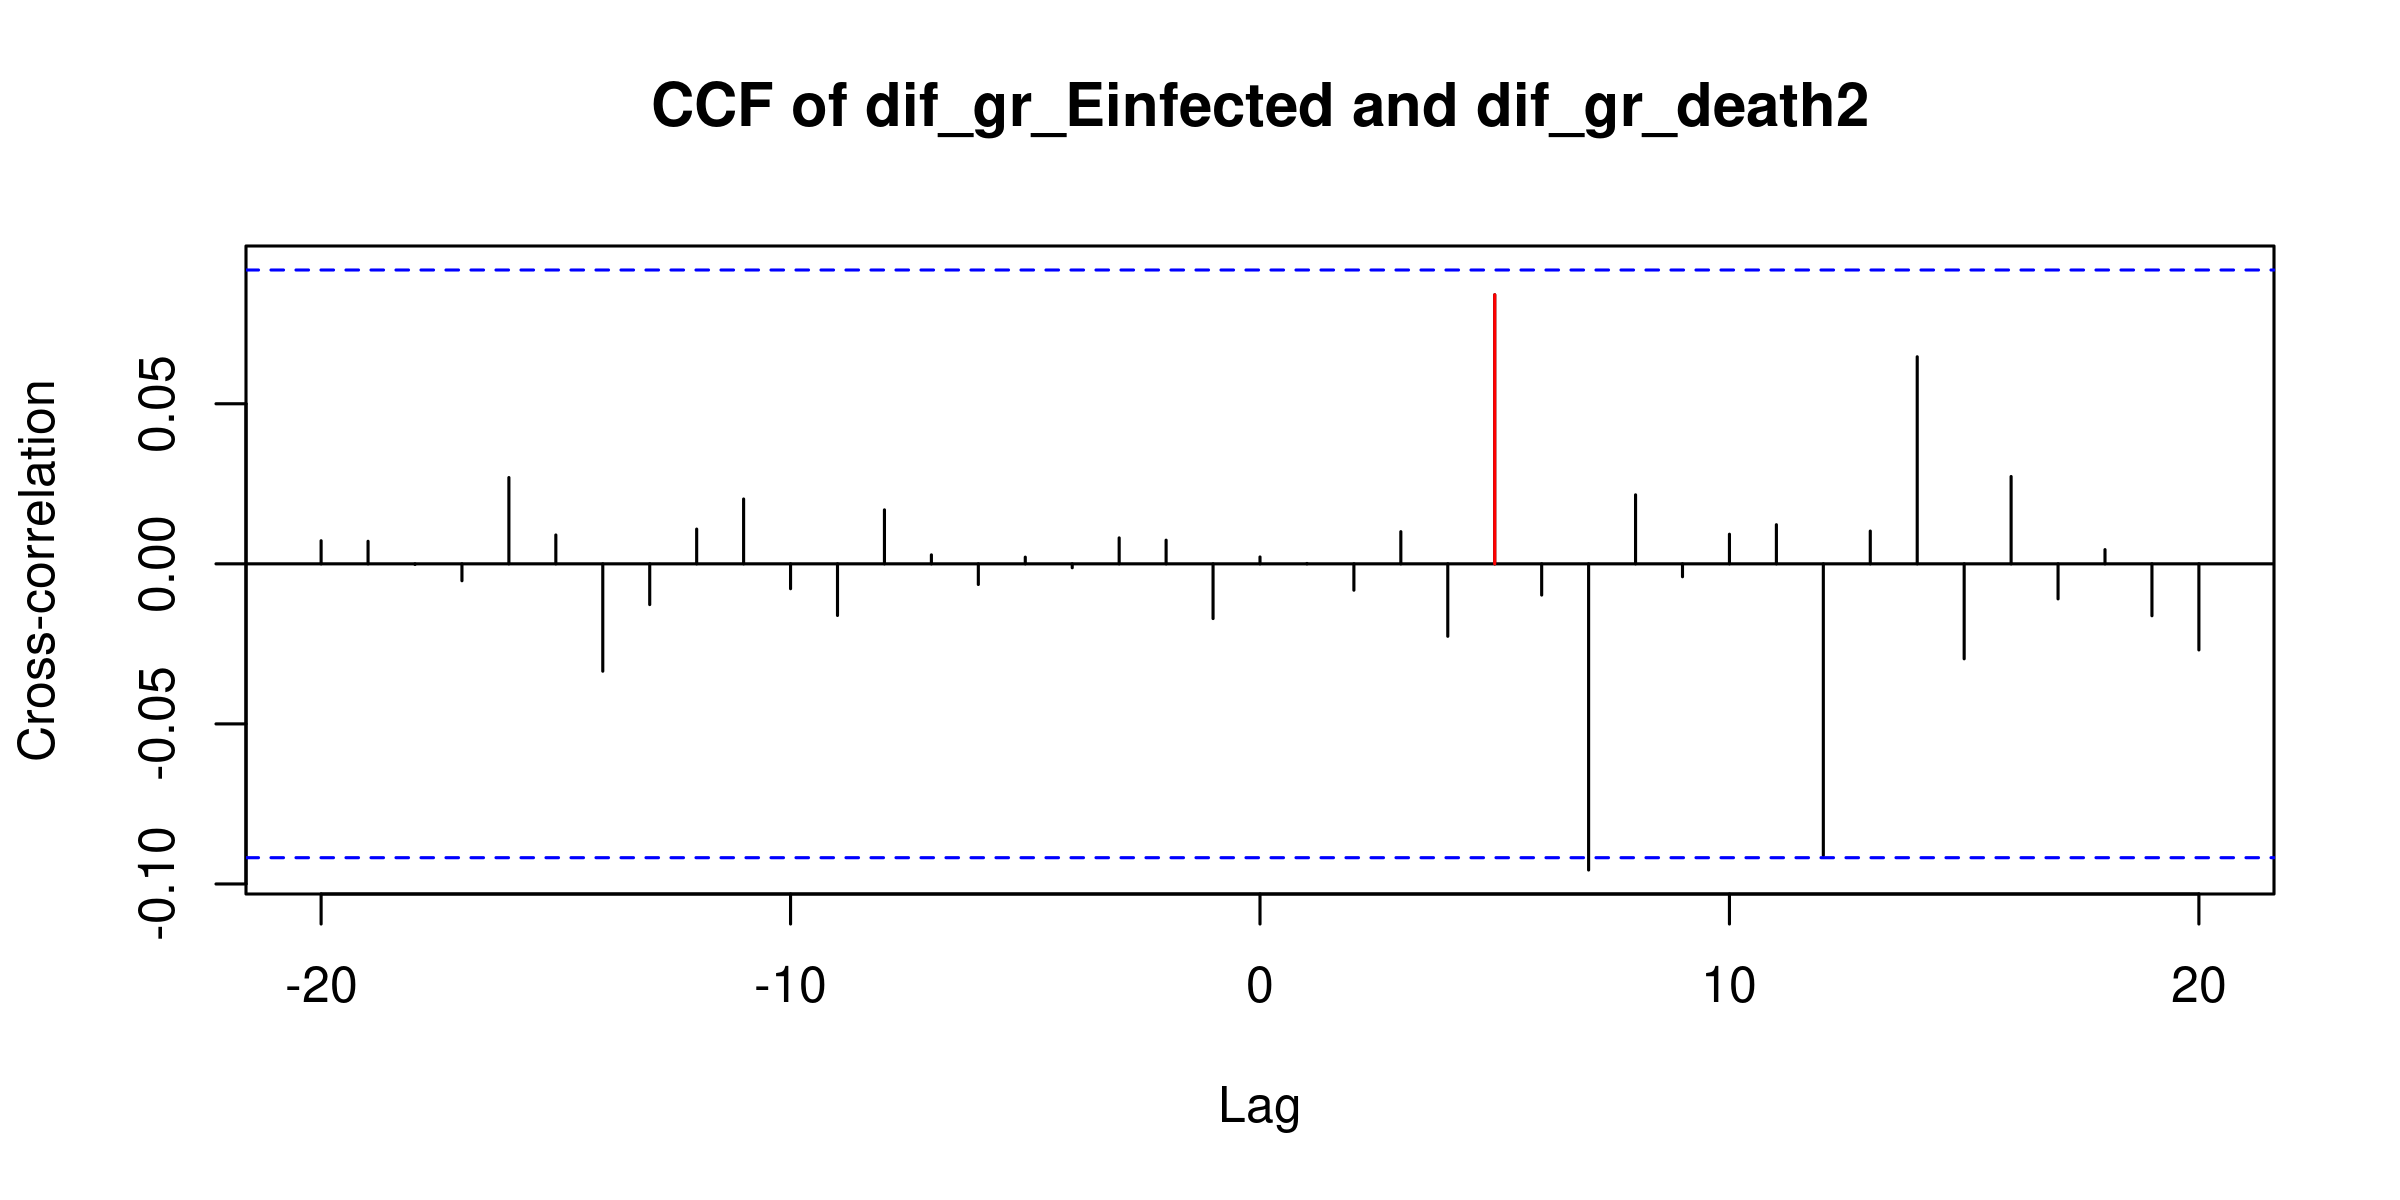 CCF of dif_gr_Einfected and dif_gr_death2
Cross-correlation
0.05
0.00
-0.05
-0.10
-20 -10 0 10 20
Lag